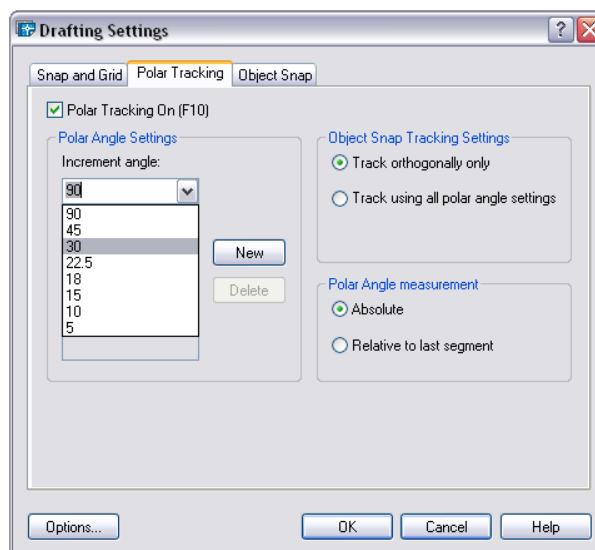 Drafting Settings
Snap and Grid Polar Tracking Object Snap
Polar Tracking On (F10)
Polar Angle Settings
Increment angle:
90
90
45
30
22.5
18
15
10
5
New
Delete
Object Snap Tracking Settings
Track orthogonally only
Track using all polar angle settings
Polar Angle measurement
Absolute
Relative to last segment
Options... OK Cancel Help